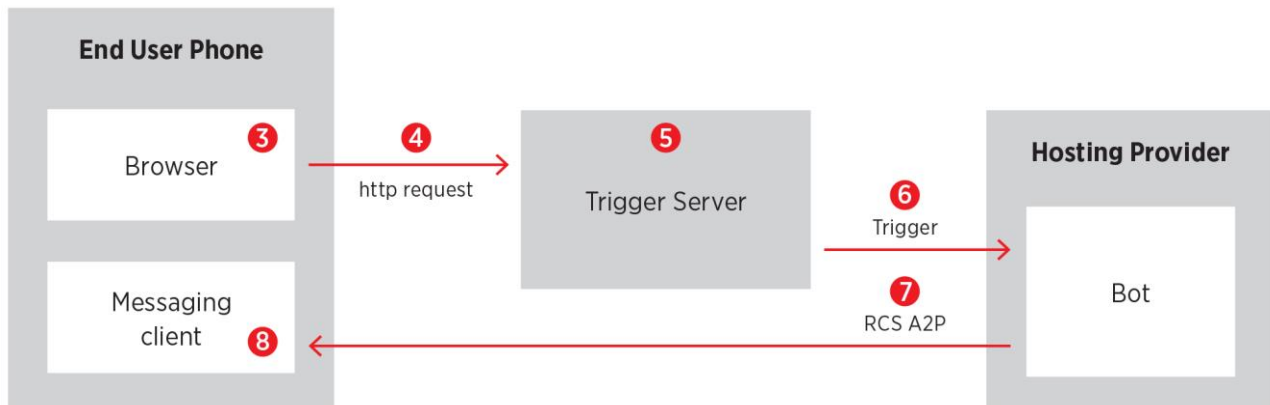 End User Phone
3
Browser
4
http request
5
Trigger Server
Hosting Provider
6
Trigger
Bot
7
RCS A2P
Messaging
client
8